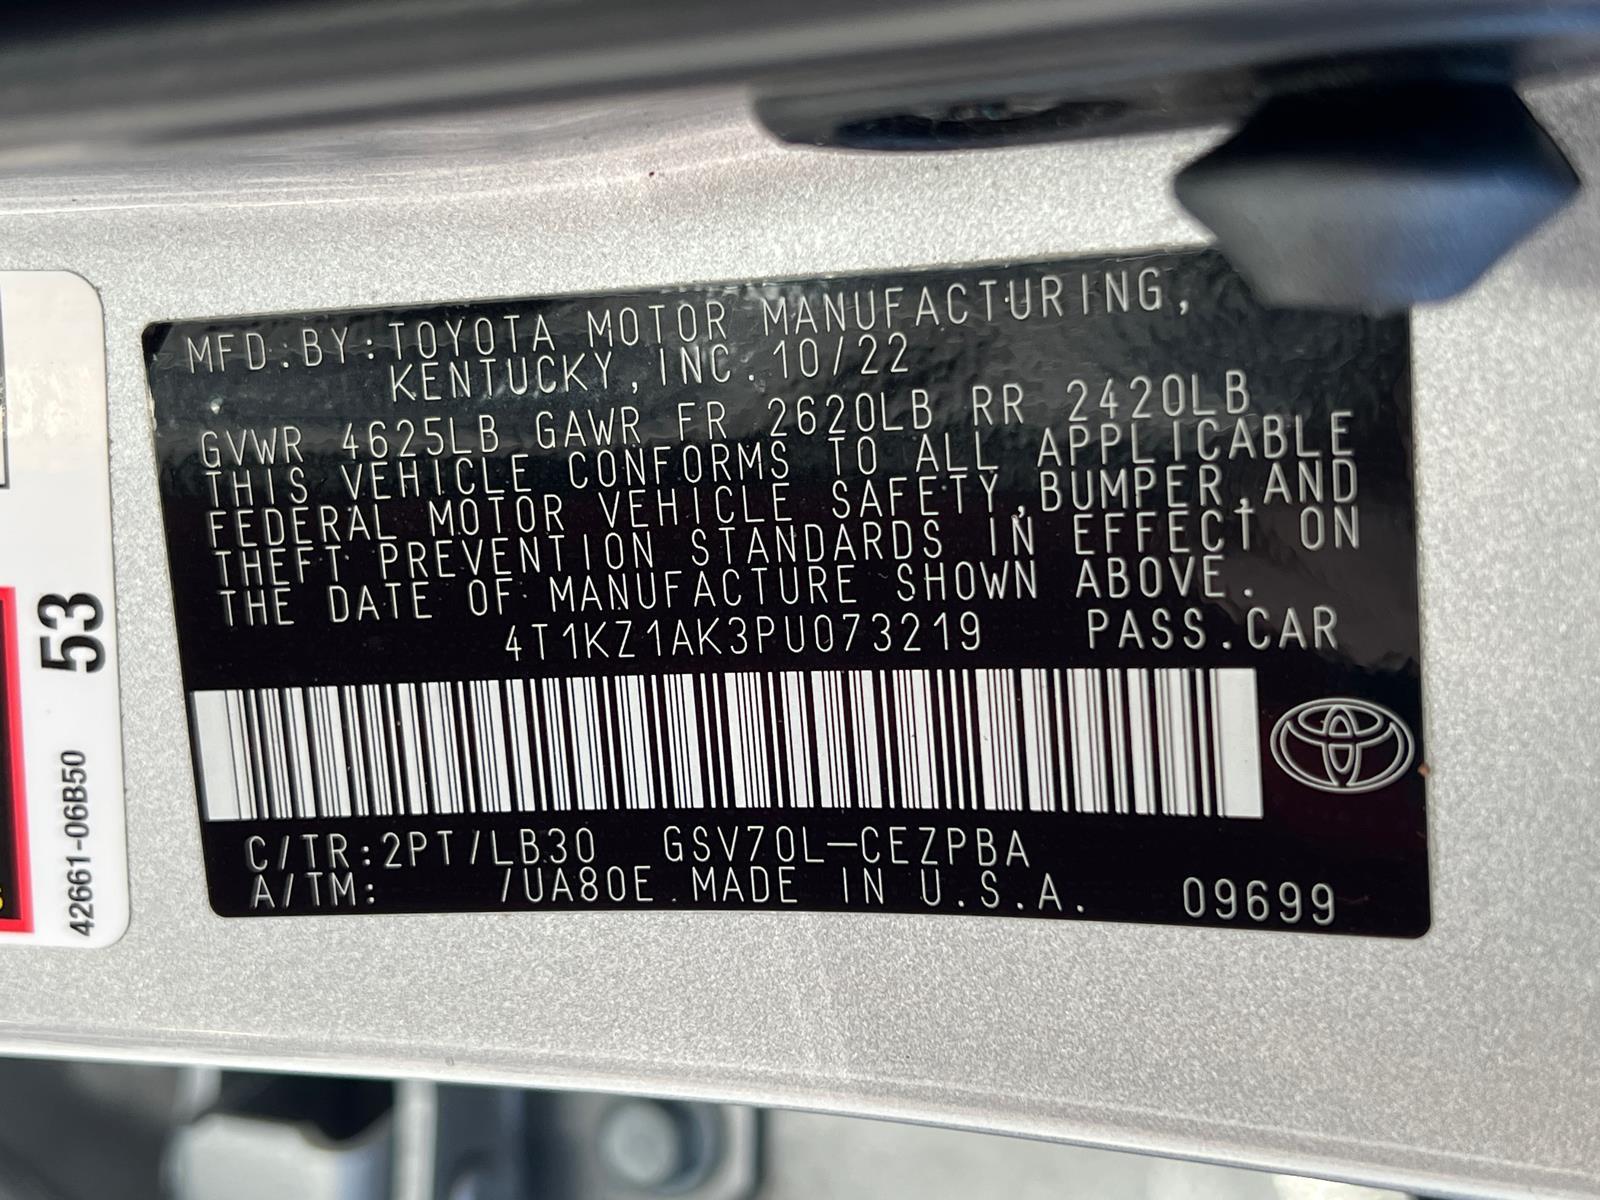 MFD.BY:TOYOTA MOTOR MANUFACTURING,
KENTUCKY,INC. 10/22
GVWR 4625LB GAWR FR 2620LB RR 2420LB
THIS VEHICLE CONFORMS TO ALL APPLICABLE
FEDERAL MOTOR VEHICLE SAFETY,BUMPER,AND
THEFT PREVENTION STANDARDS IN EFFECT ON
THE DATE OF MANUFACTURE SHOWN ABOVE.
4T1KZ1AK3PU073219 PASS.CAR
C/TR:2PT/LB30 GSV70L-CEZPBA
A/TM: /UA80E MADE IN U.S.A. 09699
53
42661-06B50